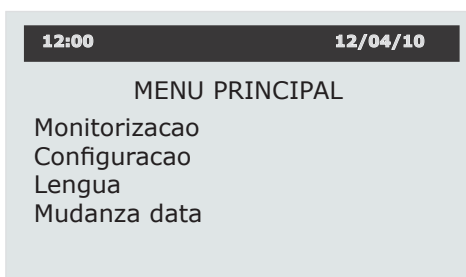 12:00 12/04/10
MENU PRINCIPAL
Monitorizacao
Configuracao
Lengua
Mudanza data